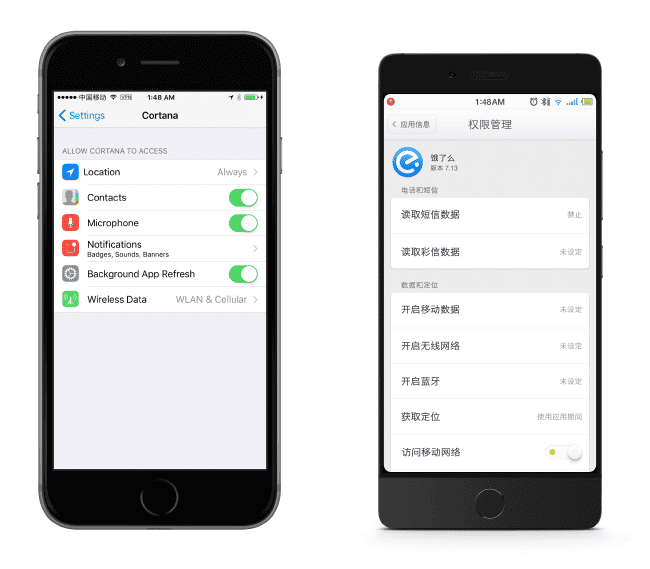 中国移动 VPN 1:48 AM
Settings Cortana
ALLOW CORTANA TO ACCESS
Location Always
Contacts
Microphone
Notifications
Badges, Sounds, Banners
Background App Refresh
Wireless Data WLAN & Cellular
1:48AM
应用信息 权限管理
饿了么
版本 7.13
电话和短信
读取短信数据 禁止
读取彩信数据 未设定
数据和定位
开启移动数据 未设定
开启无线网络 未设定
开启蓝牙 未设定
获取定位 使用应用期间
访问移动网络